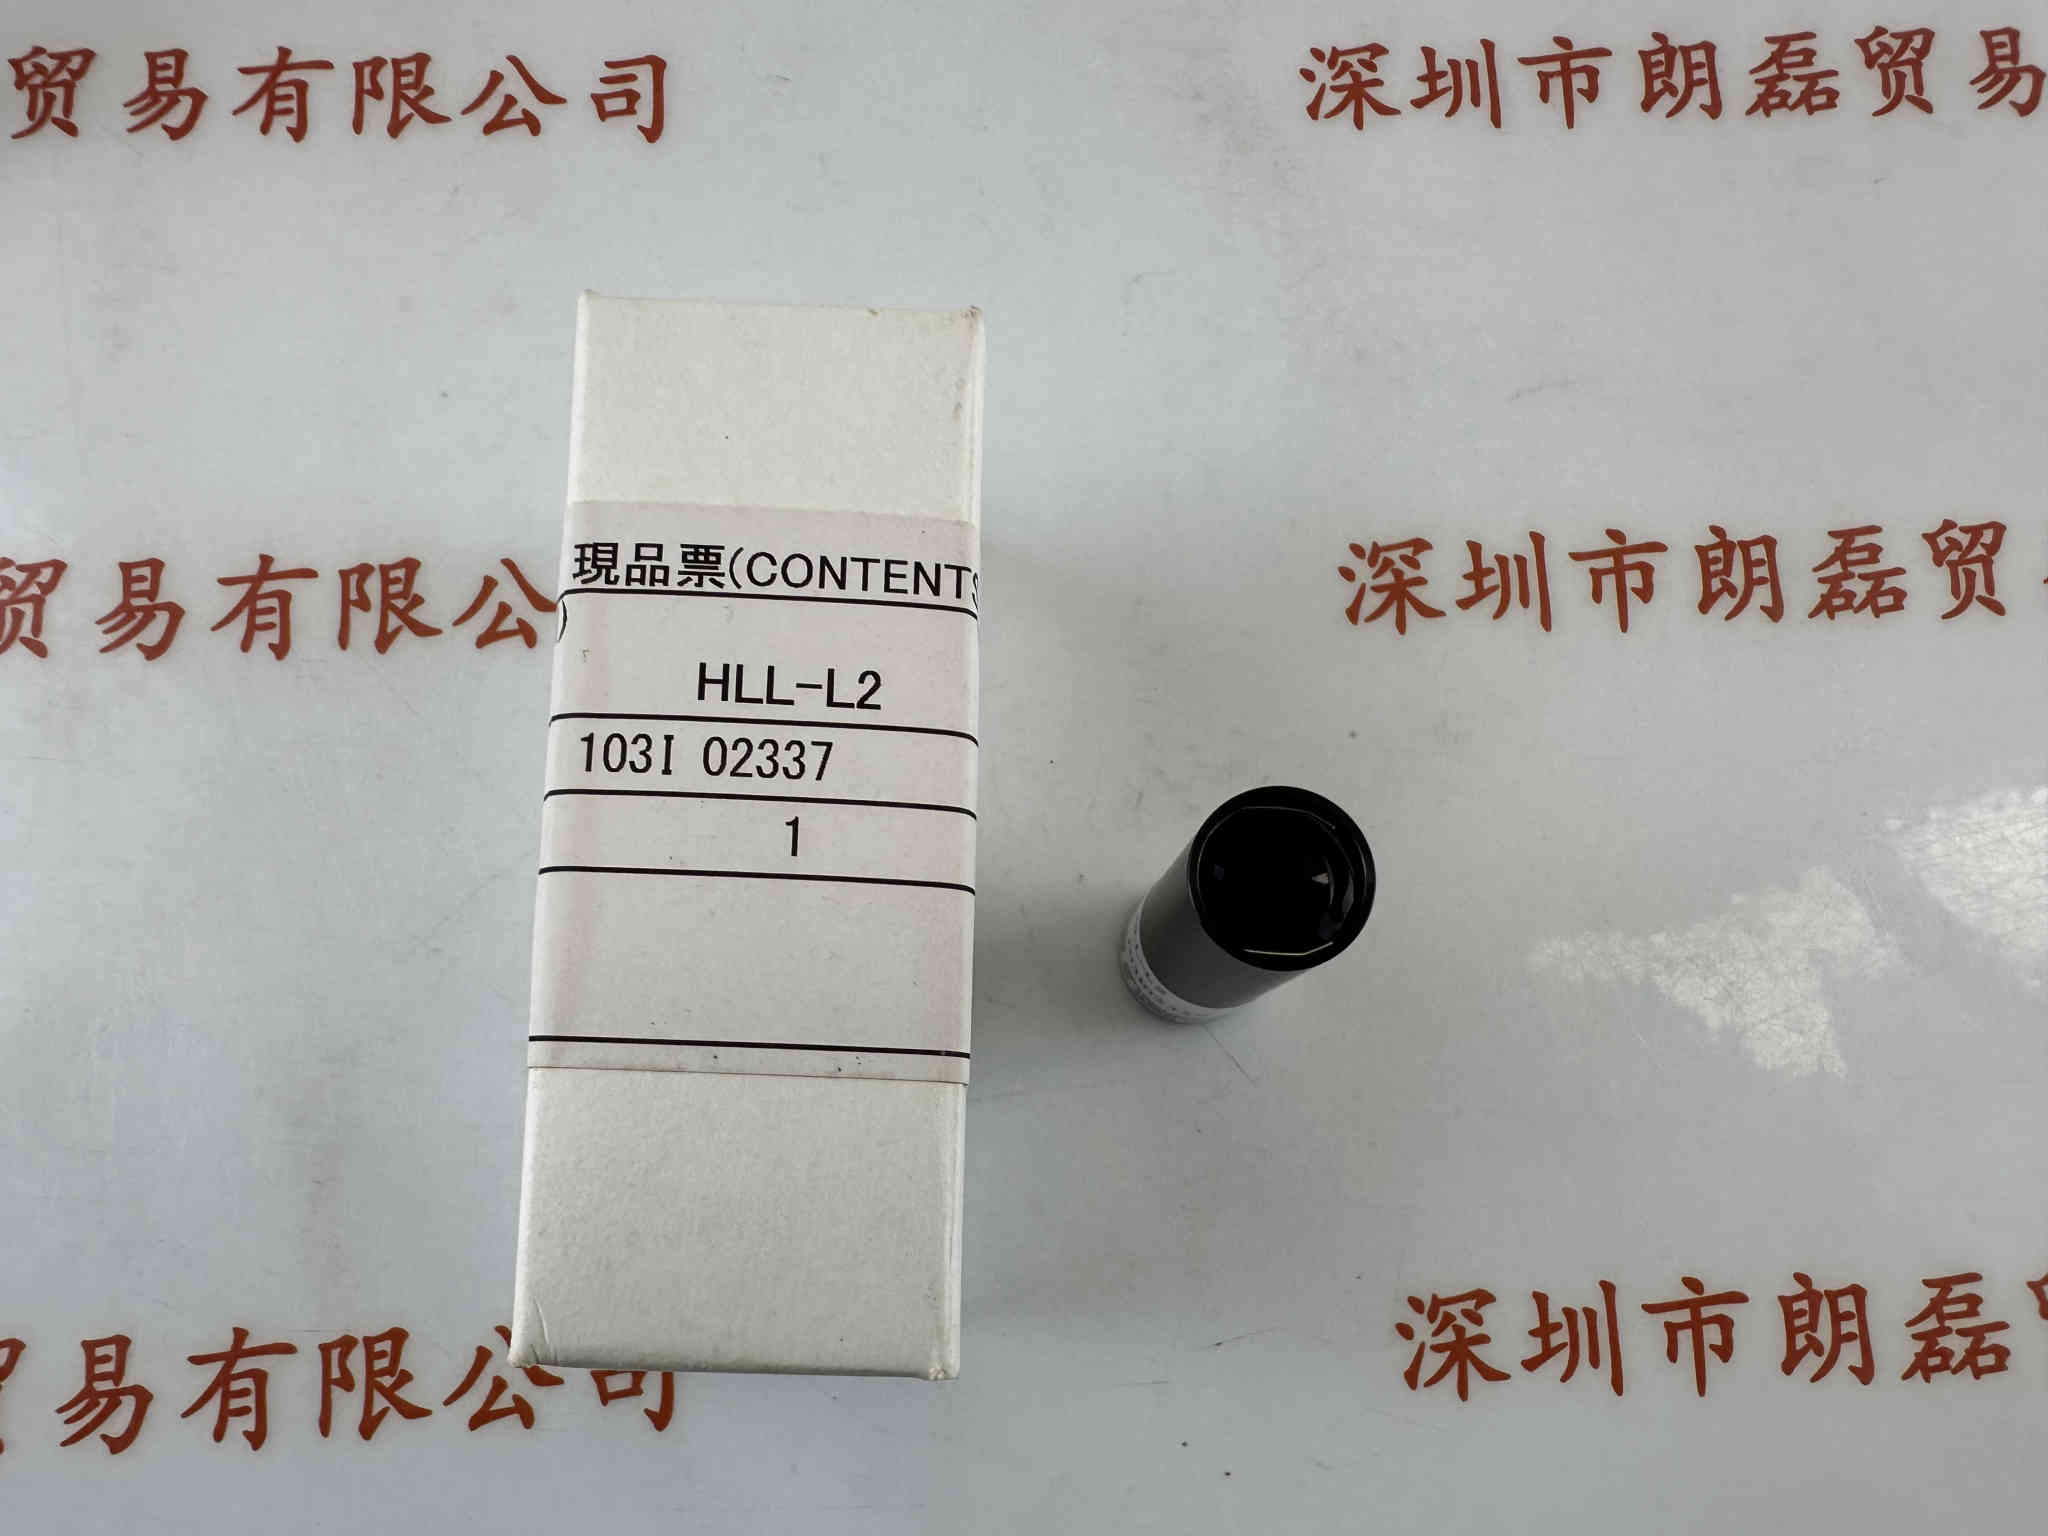 贸易有限公司
深圳市朗磊贸易
贸易有限公
深圳市朗磊贸
易有限公司
深圳市朗磊
現品票(CONTENTS
)
HLL-L2
103I 02337
1